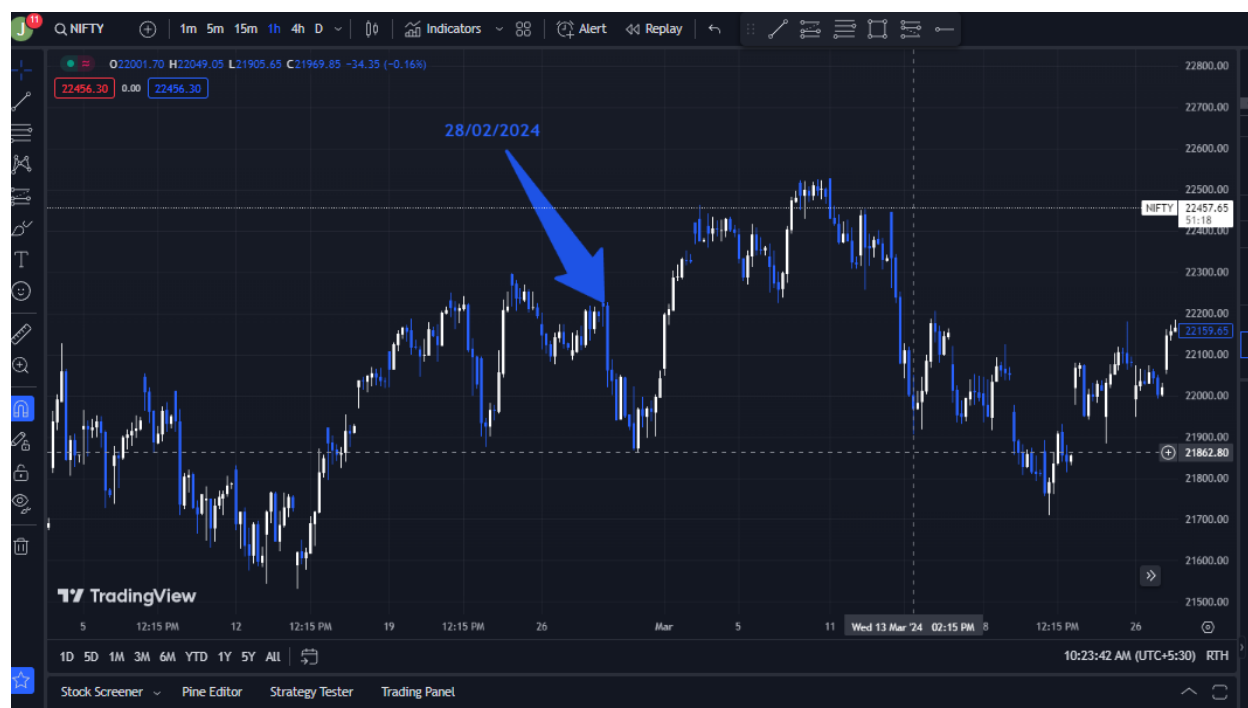 J 11 NIFTY 1m 5m 15m 1h 4h D Indicators Alert Replay
O22001.70 H22049.05 L21905.65 C21969.85 −34.35 (−0.16%)
22456.30 0.00 22456.30
28/02/2024
22800.00
22700.00
22600.00
22500.00
NIFTY 22457.65
51:18
22400.00
22300.00
22200.00
22159.65
22100.00
22000.00
21900.00
21862.80
21800.00
21700.00
21600.00
21500.00
TradingView
5 12:15 PM 12 12:15 PM 19 12:15 PM 26 Mar 5 11 Wed 13 Mar '24 02:15 PM 8 12:15 PM 26
1D 5D 1M 3M 6M YTD 1Y 5Y All 10:23:42 AM (UTC+5:30) RTH
Stock Screener Pine Editor Strategy Tester Trading Panel